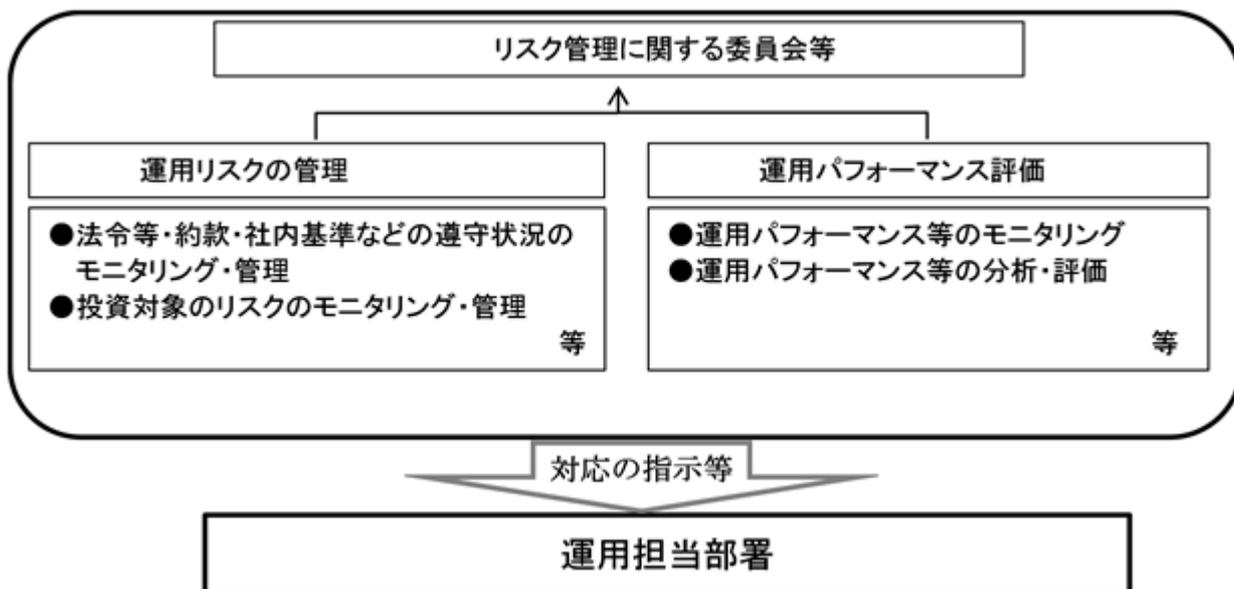 リスク管理に関する委員会等
運用リスクの管理
●法令等・約款・社内基準などの遵守状況の
モニタリング・管理
●投資対象のリスクのモニタリング・管理
等
運用パフォーマンス評価
●運用パフォーマンス等のモニタリング
●運用パフォーマンス等の分析・評価
等
対応の指示等
運用担当部署